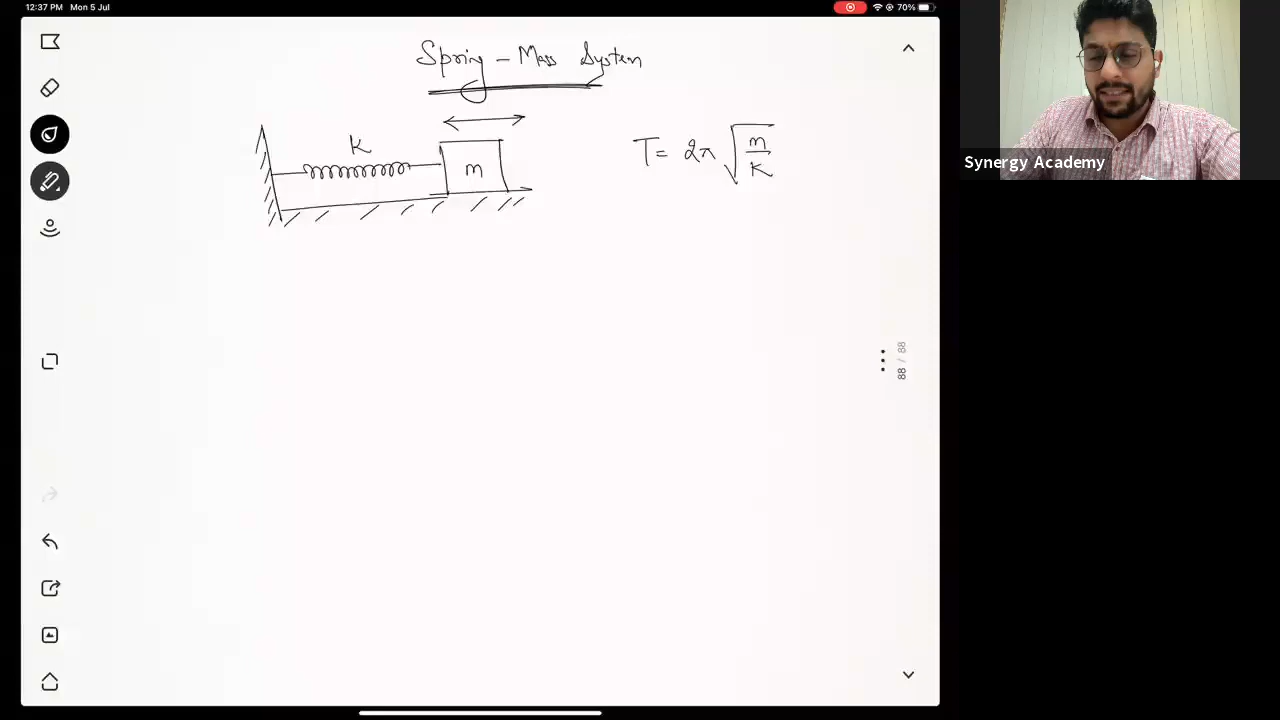 12:37 PM Mon 5 Jul
70%
Spring - Mass System
K
m
T = 2π √(m/K)
88 / 88
Synergy Academy